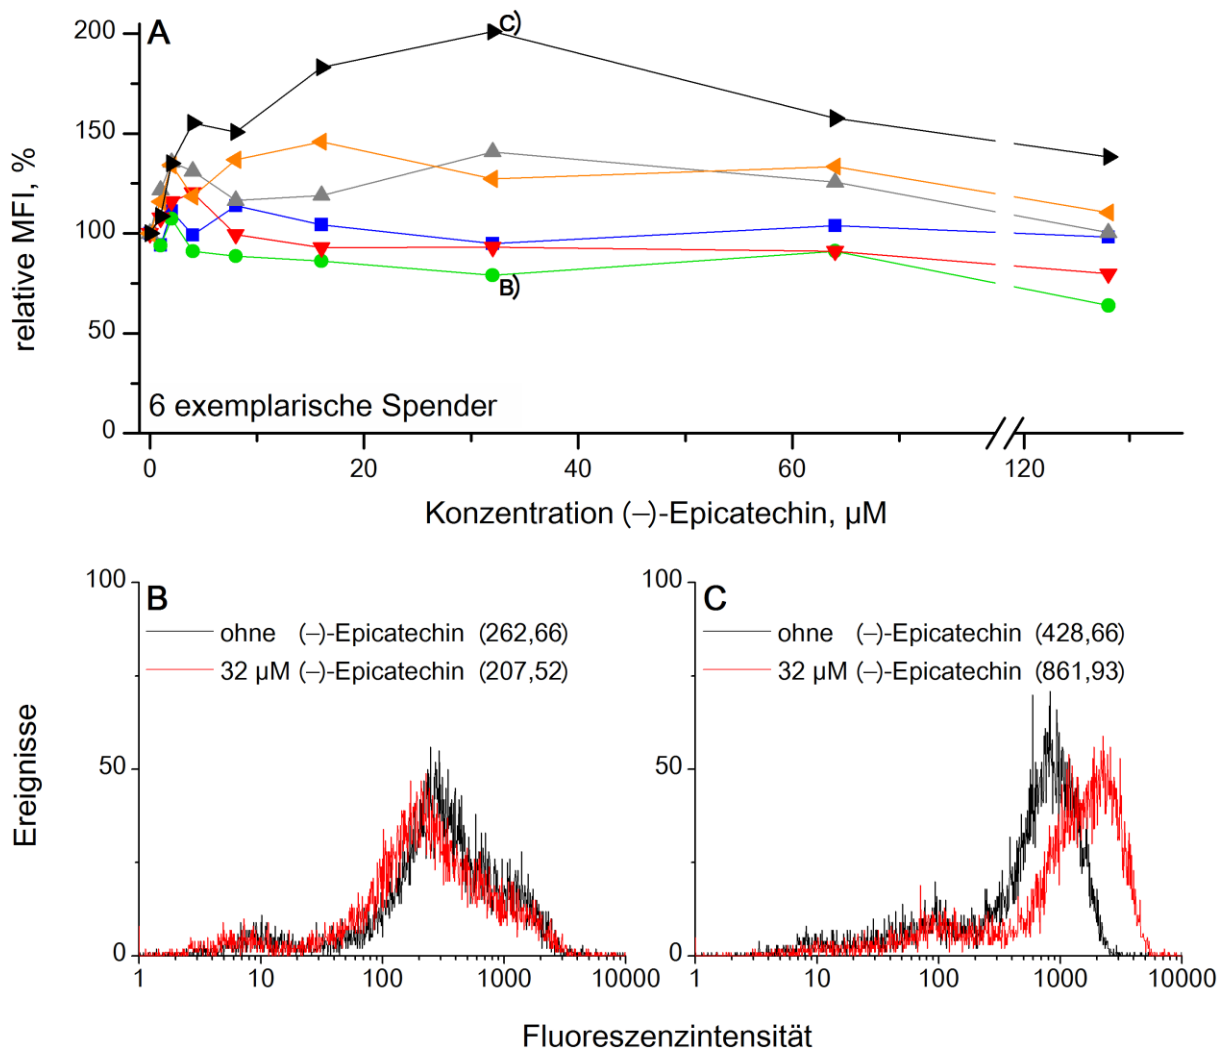 A
C)
200
150
100
50
0
relative MFI, %
B)
6 exemplarische Spender
0 20 40 60 120
Konzentration (–)-Epicatechin, µM
B
100
50
0
ohne (–)-Epicatechin (262,66)
32 µM (–)-Epicatechin (207,52)
1 10 100 1000 10000
C
100
50
0
ohne (–)-Epicatechin (428,66)
32 µM (–)-Epicatechin (861,93)
1 10 100 1000 10000
Ereignisse
Fluoreszenzintensität